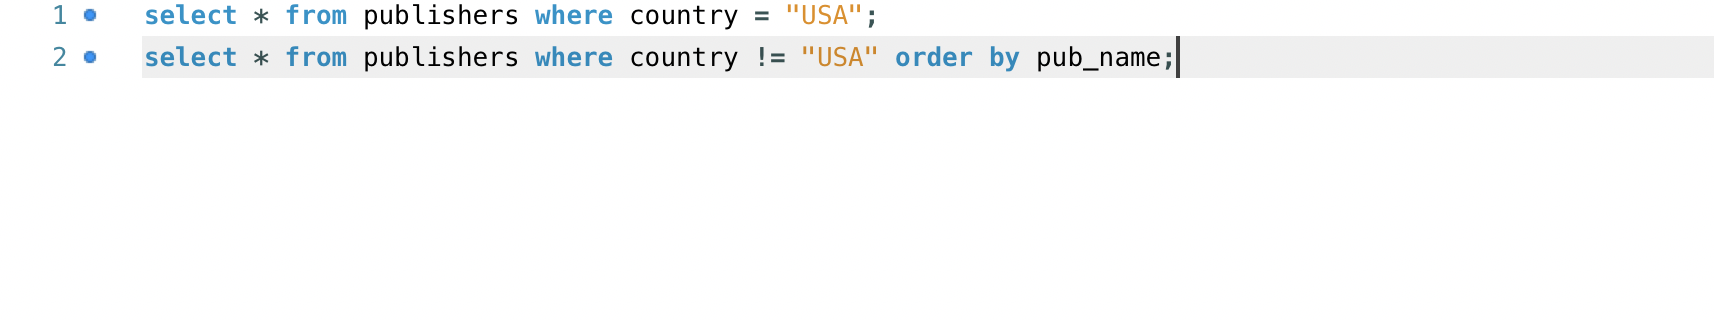 1 select * from publishers where country = "USA";
2 select * from publishers where country != "USA" order by pub_name;